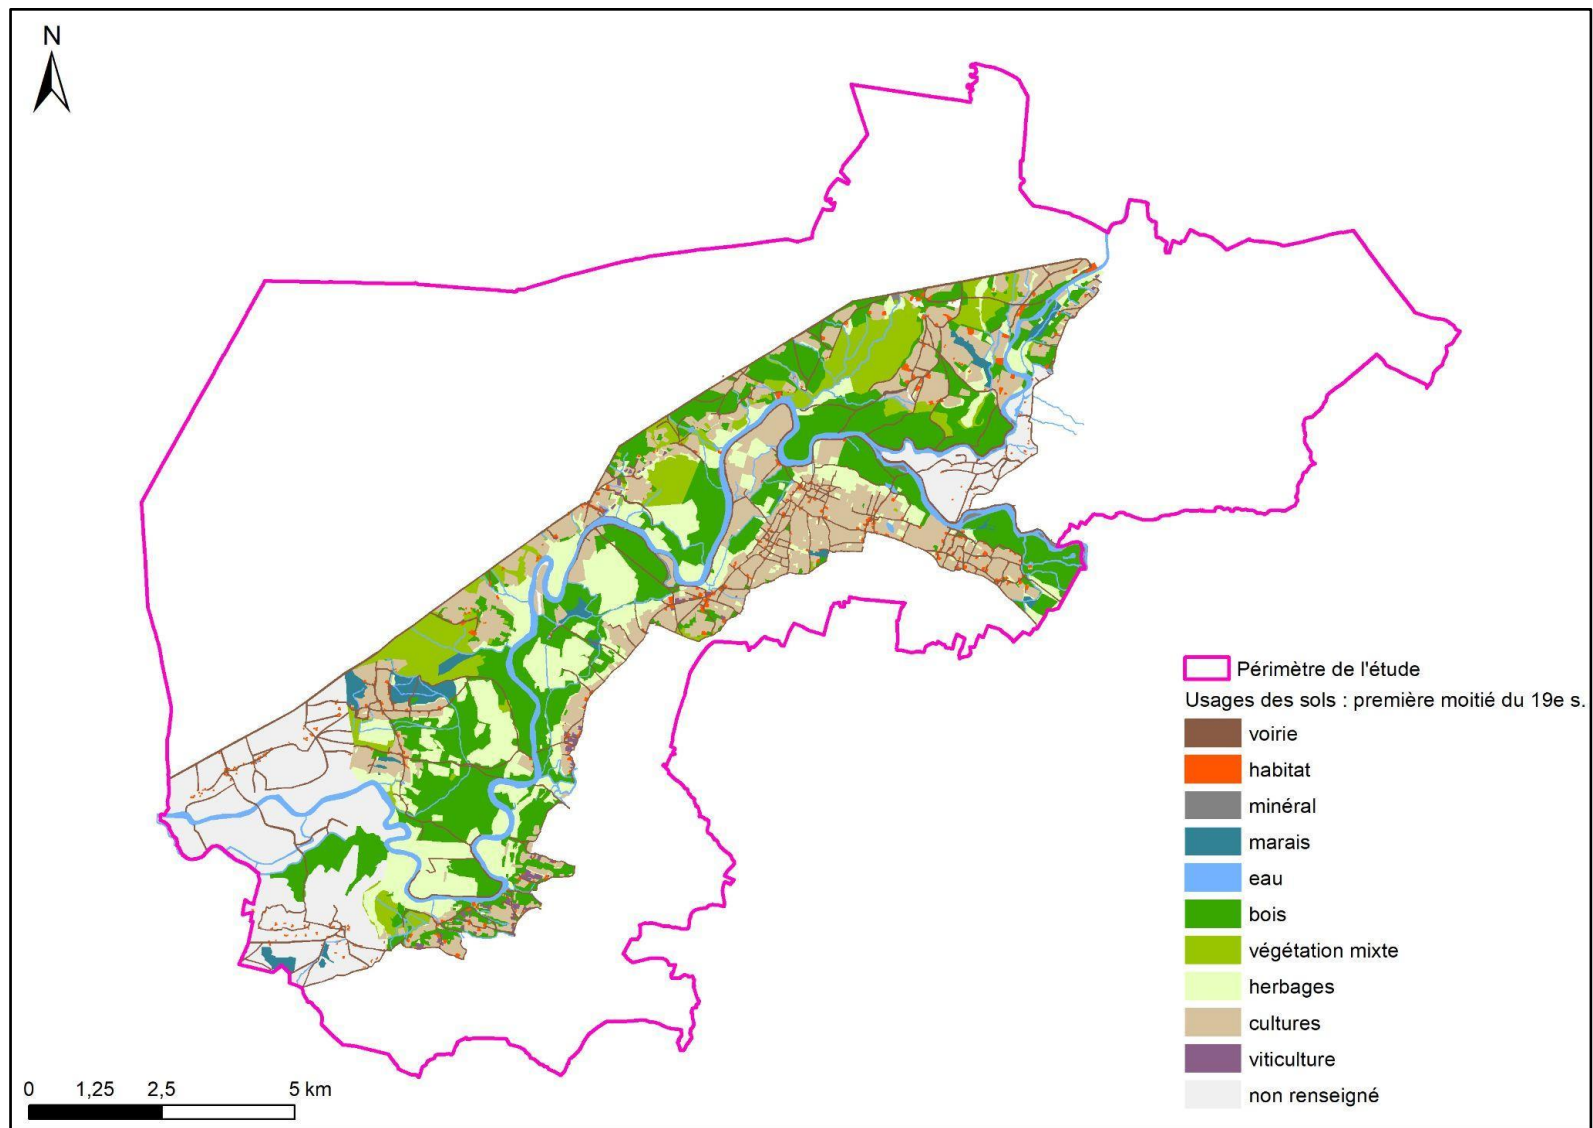 N
Périmètre de l'étude
Usages des sols : première moitié du 19e s.
voirie
habitat
minéral
marais
eau
bois
végétation mixte
herbages
cultures
viticulture
non renseigné
0 1,25 2,5 5 km